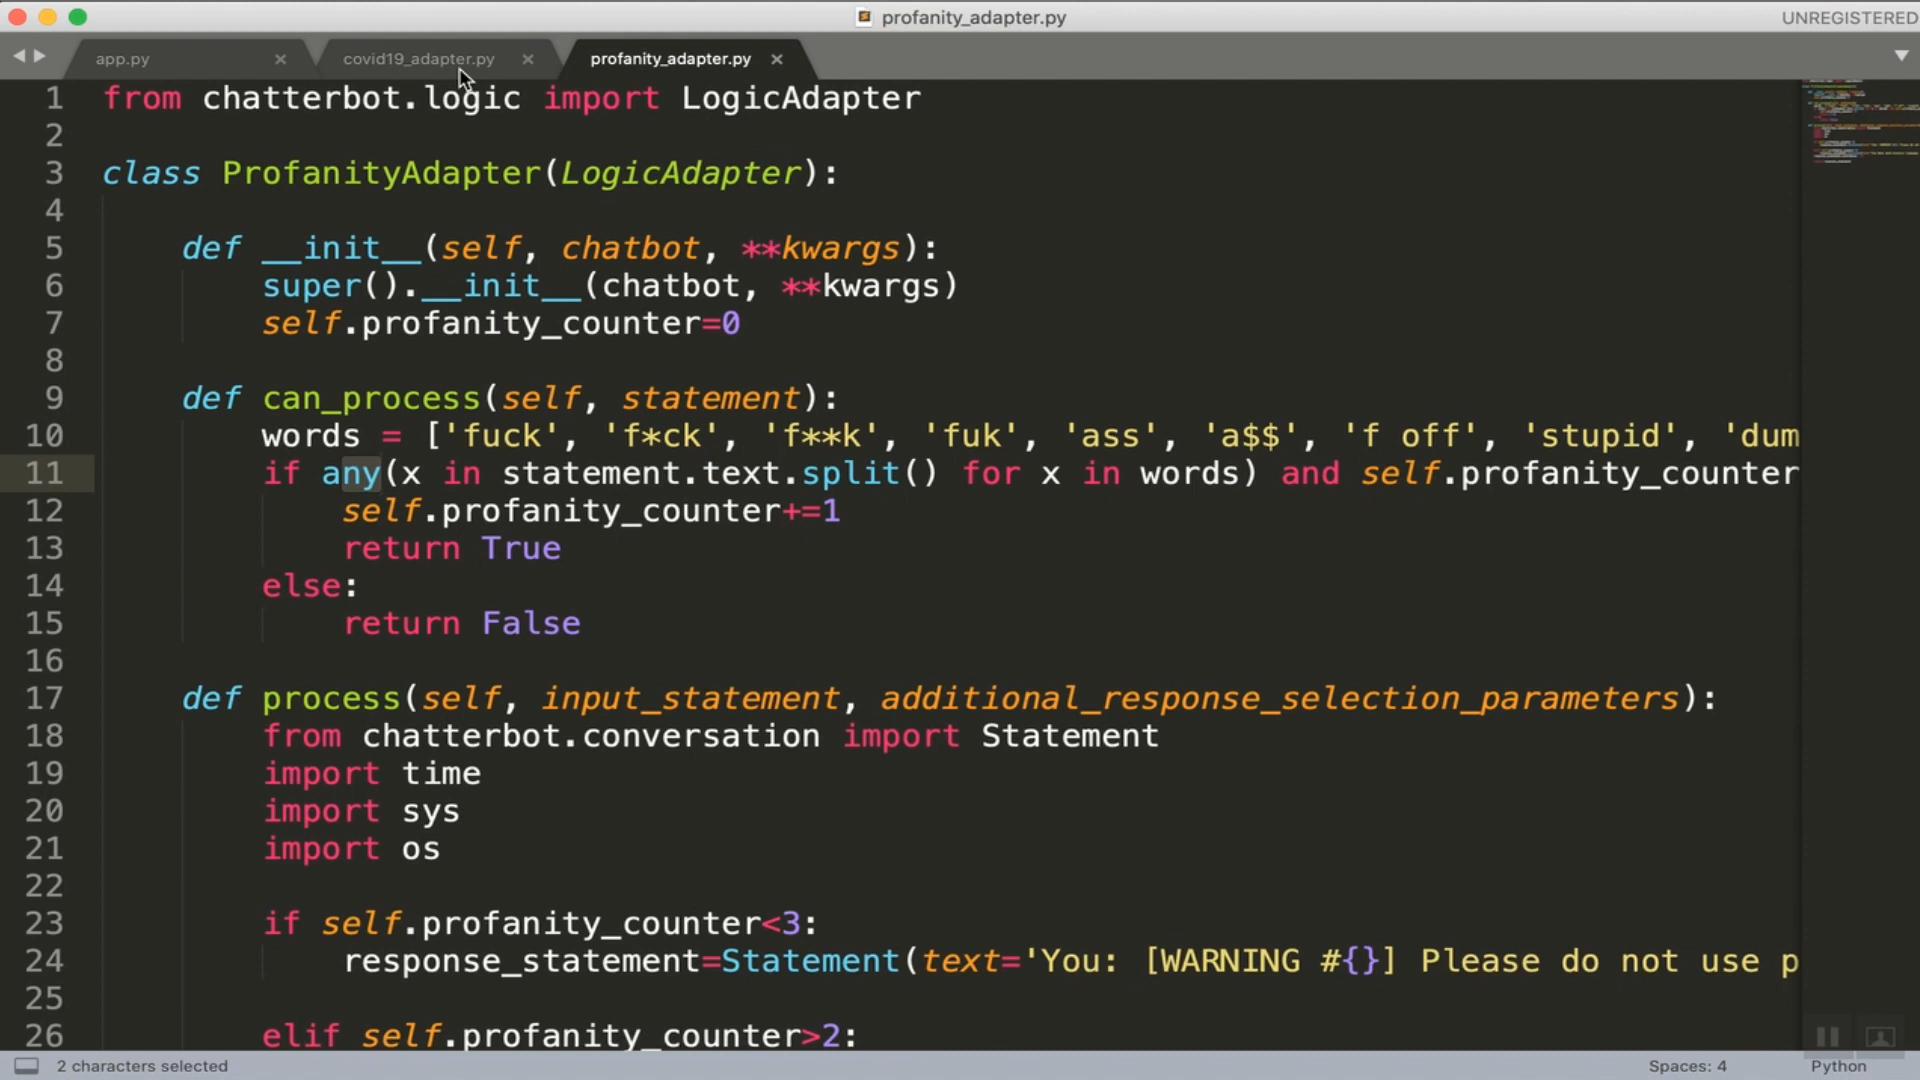 profanity_adapter.py
UNREGISTERED
app.py
covid19_adapter.py
profanity_adapter.py
1 from chatterbot.logic import LogicAdapter
2
3 class ProfanityAdapter(LogicAdapter):
4
5 def __init__(self, chatbot, **kwargs):
6 super().__init__(chatbot, **kwargs)
7 self.profanity_counter=0
8
9 def can_process(self, statement):
10 words = ['fuck', 'f*ck', 'f**k', 'fuk', 'ass', 'a$$', 'f off', 'stupid', 'dum
11 if any(x in statement.text.split() for x in words) and self.profanity_counter
12 self.profanity_counter+=1
13 return True
14 else:
15 return False
16
17 def process(self, input_statement, additional_response_selection_parameters):
18 from chatterbot.conversation import Statement
19 import time
20 import sys
21 import os
22
23 if self.profanity_counter<3:
24 response_statement=Statement(text='You: [WARNING #{}] Please do not use p
25
26 elif self.profanity_counter>2:
2 characters selected
Spaces: 4
Python